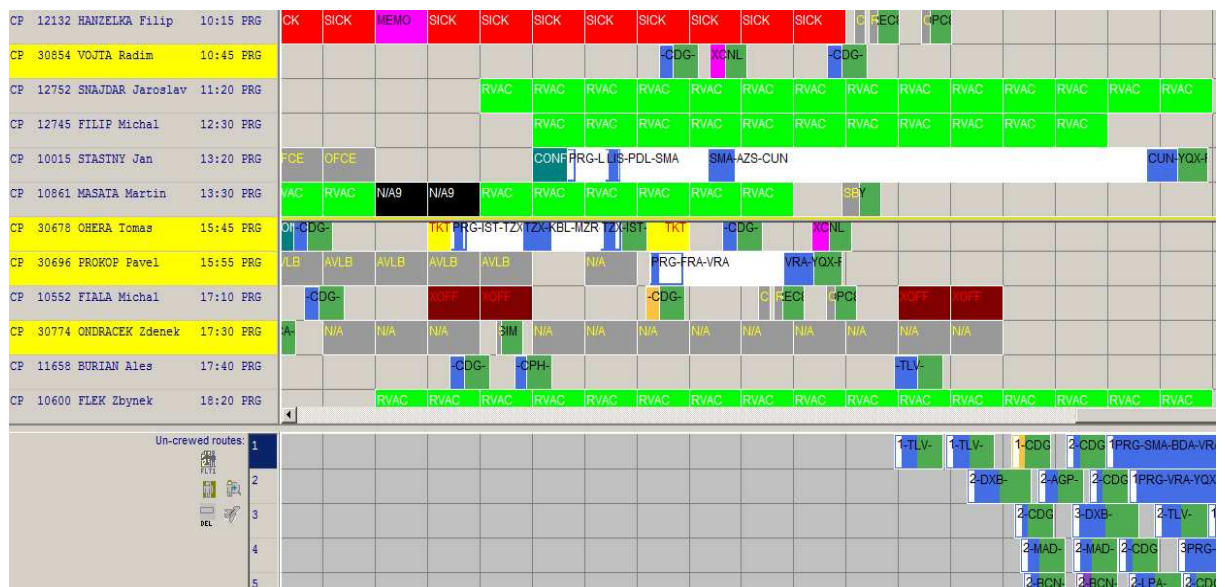 CP 12132 HANZELKA Filip 10:15 PRG CK SICK MEMO SICK SICK SICK SICK SICK SICK SICK SICK
CP 30854 VOJTA Radim 10:45 PRG -CDG- XCNL -CDG-
CP 12752 SNAJDAR Jaroslav 11:20 PRG RVAC RVAC RVAC RVAC RVAC RVAC RVAC RVAC RVAC RVAC RVAC RVAC RVAC RVAC
CP 12745 FILIP Michal 12:30 PRG RVAC RVAC RVAC RVAC RVAC RVAC RVAC RVAC RVAC RVAC RVAC
CP 10015 STASTNY Jan 13:20 PRG FCE OFCE CONF PRG-L LIS-PDL-SMA SMA-AZS-CUN CUN-YQX-F
CP 10861 MASATA Martin 13:30 PRG VAC RVAC N/A9 N/A9 RVAC RVAC RVAC RVAC RVAC RVAC SBY
CP 30678 OHERA Tomas 15:45 PRG -CDG- TKT PRG-IST-TZX TZX-KBL-MZR TZX-IST- TKT -CDG- XCNL
CP 30696 PROKOP Pavel 15:55 PRG VLB AVLB AVLB AVLB AVLB N/A PRG-FRA-VRA VRA-YQX-F
CP 10552 FIALA Michal 17:10 PRG -CDG- XOFF XOFF -CDG- C REC OPC XOFF XOFF
CP 30774 ONDRACEK Zdenek 17:30 PRG CA- N/A N/A N/A SIM N/A N/A N/A N/A N/A N/A N/A N/A N/A
CP 11658 BURIAN Ales 17:40 PRG -CDG- -CPH- -TLV-
CP 10600 FLEK Zbynek 18:20 PRG RVAC RVAC RVAC RVAC RVAC RVAC RVAC RVAC RVAC RVAC RVAC RVAC RVAC RVAC RVAC RVAC
Un-crewed routes: 1 1-TLV- 1-TLV- 1-CDG 2-CDG 1PRG-SMA-BDA-VRA
FLT1
2 2-DXB- 2-AGP- 2-CDG 1PRG-VRA-YQX
DEL
3 2-CDG 3-DXB- 2-TLV- 1
4 2-MAD- 2-MAD- 2-CDG 3PRG-
5 2-BCN- 2-BCN- 2-LPA- 2-CD